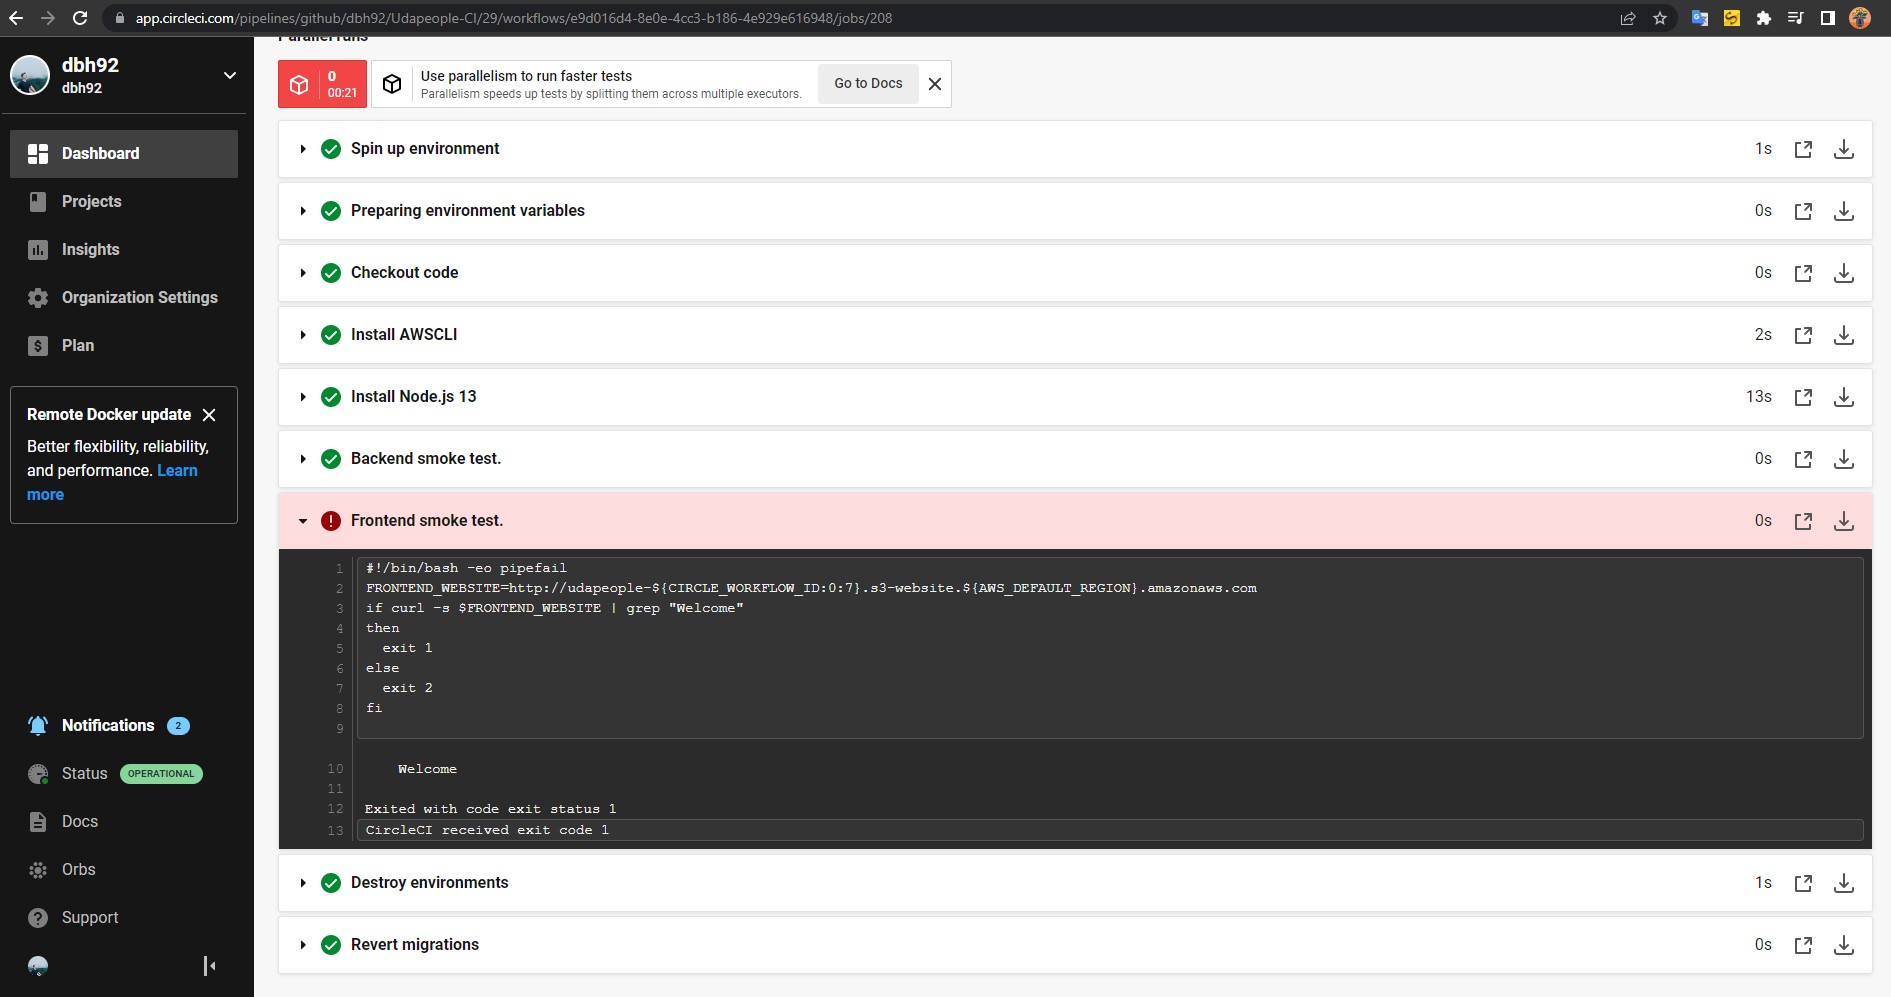 app.circleci.com/pipelines/github/dbh92/Udapeople-CI/29/workflows/e9d016d4-8e0e-4cc3-b186-4e929e616948/jobs/208
dbh92
dbh92
Dashboard
Projects
Insights
Organization Settings
Plan
Remote Docker update
Better flexibility, reliability,
and performance. Learn
more
Notifications 2
Status OPERATIONAL
Docs
Orbs
Support
Parallel runs
0
00:21
Use parallelism to run faster tests
Parallelism speeds up tests by splitting them across multiple executors.
Go to Docs
Spin up environment 1s
Preparing environment variables 0s
Checkout code 0s
Install AWSCLI 2s
Install Node.js 13 13s
Backend smoke test. 0s
Frontend smoke test. 0s
1 #!/bin/bash -eo pipefail
2 FRONTEND_WEBSITE=http://udapeople-${CIRCLE_WORKFLOW_ID:0:7}.s3-website.${AWS_DEFAULT_REGION}.amazonaws.com
3 if curl -s $FRONTEND_WEBSITE | grep "Welcome"
4 then
5 exit 1
6 else
7 exit 2
8 fi
9
10 Welcome
11
12 Exited with code exit status 1
13 CircleCI received exit code 1
Destroy environments 1s
Revert migrations 0s